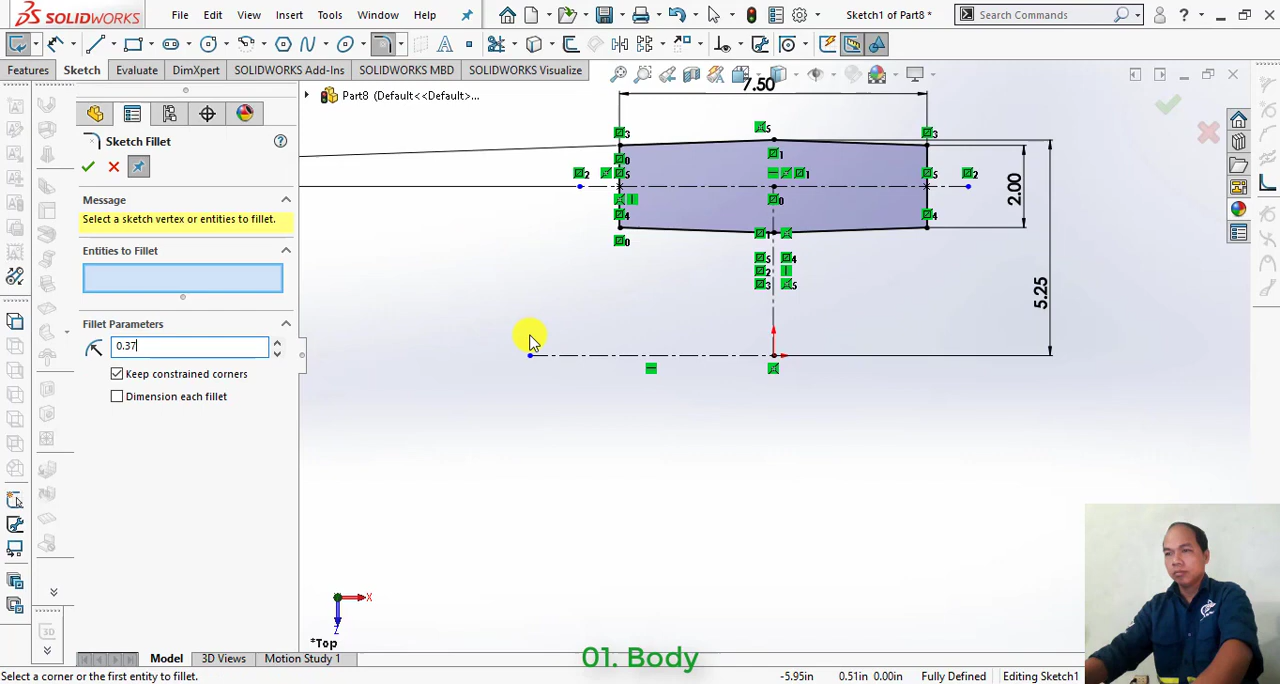 SOLIDWORKS
File
Edit
View
Insert
Tools
Window
Help
Sketch1 of Part8 *
Search Commands
?
Features
Sketch
Evaluate
DimXpert
SOLIDWORKS Add-Ins
SOLIDWORKS MBD
SOLIDWORKS Visualize
Part8 (Default<<Default>...
Sketch Fillet
Message
Select a sketch vertex or entities to fillet.
Entities to Fillet
Fillet Parameters
0.37
Keep constrained corners
Dimension each fillet
7.50
2.00
5.25
X
Z
*Top
3D
01. Body
Model
3D Views
Motion Study 1
Select a corner or the first entity to fillet.
-5.95in
0.51in 0.00in
Fully Defined
Editing Sketch1